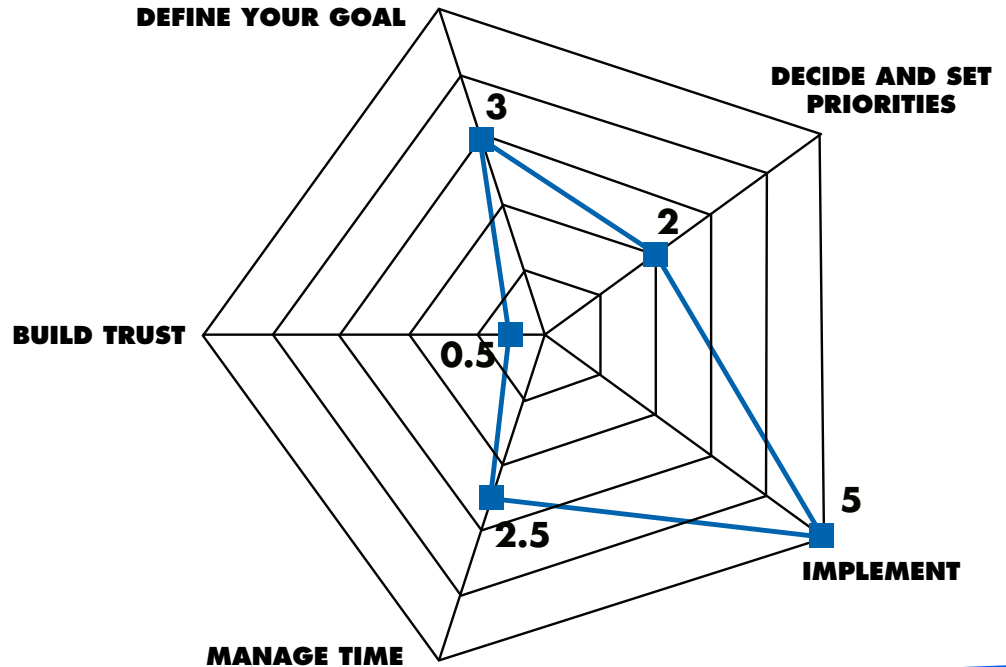 DEFINE YOUR GOAL
DECIDE AND SET
PRIORITIES
3
2
BUILD TRUST
0.5
5
2.5
IMPLEMENT
MANAGE TIME